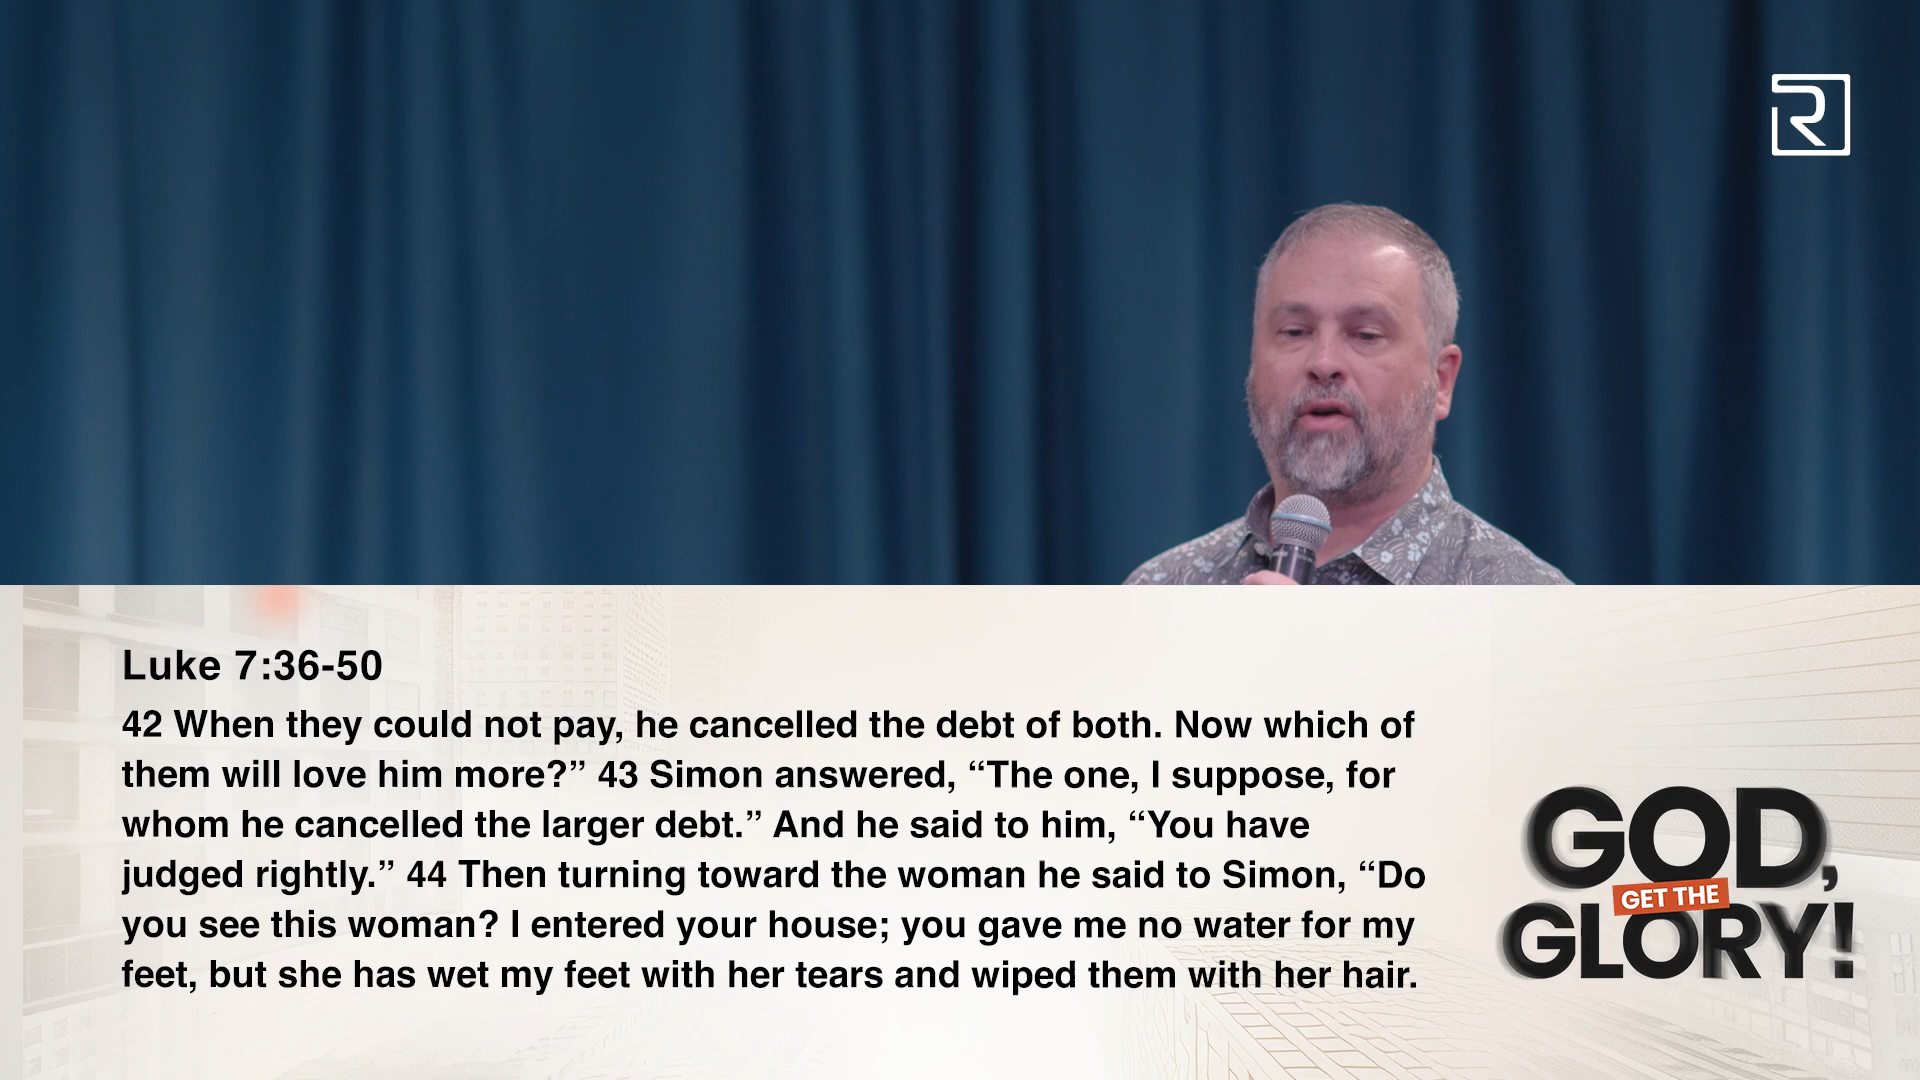 R
Luke 7:36-50
42 When they could not pay, he cancelled the debt of both. Now which of
them will love him more?” 43 Simon answered, “The one, I suppose, for
whom he cancelled the larger debt.” And he said to him, “You have
judged rightly.” 44 Then turning toward the woman he said to Simon, “Do
you see this woman? I entered your house; you gave me no water for my
feet, but she has wet my feet with her tears and wiped them with her hair.
GOD,
GET THE
GLORY!